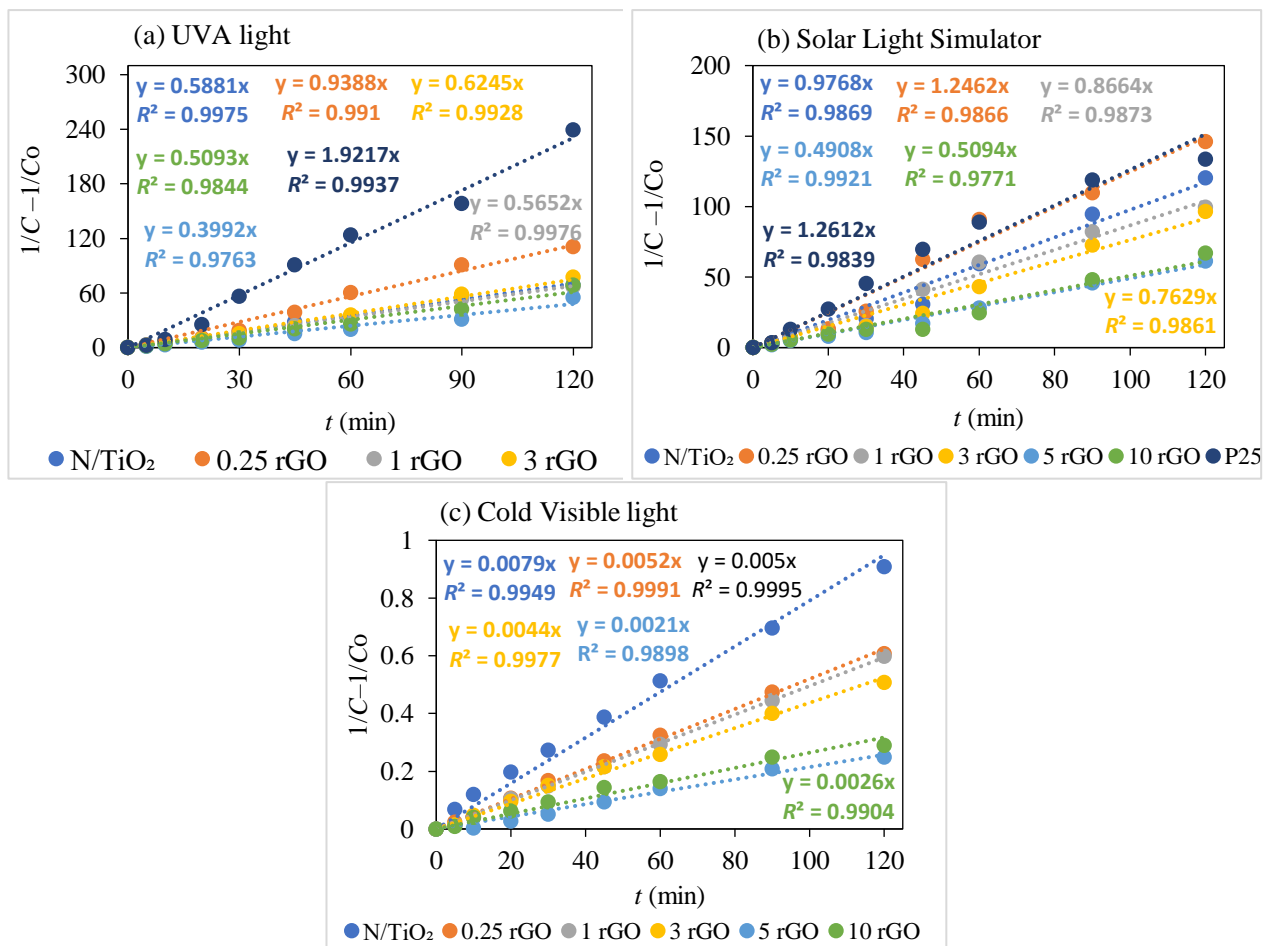 (a) UVA light
300
240
180
120
60
0
1/C –1/Co
y = 0.5881x
R² = 0.9975
y = 0.9388x
R² = 0.991
y = 0.6245x
R² = 0.9928
y = 0.5093x
R² = 0.9844
y = 1.9217x
R² = 0.9937
y = 0.5652x
R² = 0.9976
y = 0.3992x
R² = 0.9763
0 30 60 90 120
t (min)
N/TiO₂ 0.25 rGO 1 rGO 3 rGO
(b) Solar Light Simulator
200
150
100
50
0
1/C –1/Co
y = 0.9768x
R² = 0.9869
y = 1.2462x
R² = 0.9866
y = 0.8664x
R² = 0.9873
y = 0.4908x
R² = 0.9921
y = 0.5094x
R² = 0.9771
y = 1.2612x
R² = 0.9839
y = 0.7629x
R² = 0.9861
0 20 40 60 80 100 120
t (min)
N/TiO₂ 0.25 rGO 1 rGO 3 rGO 5 rGO 10 rGO P25
(c) Cold Visible light
1
0.8
0.6
0.4
0.2
0
1/C–1/Co
y = 0.0079x
R² = 0.9949
y = 0.0052x
R² = 0.9991
y = 0.005x
R² = 0.9995
y = 0.0044x
R² = 0.9977
y = 0.0021x
R² = 0.9898
y = 0.0026x
R² = 0.9904
0 20 40 60 80 100 120
t (min)
N/TiO₂ 0.25 rGO 1 rGO 3 rGO 5 rGO 10 rGO